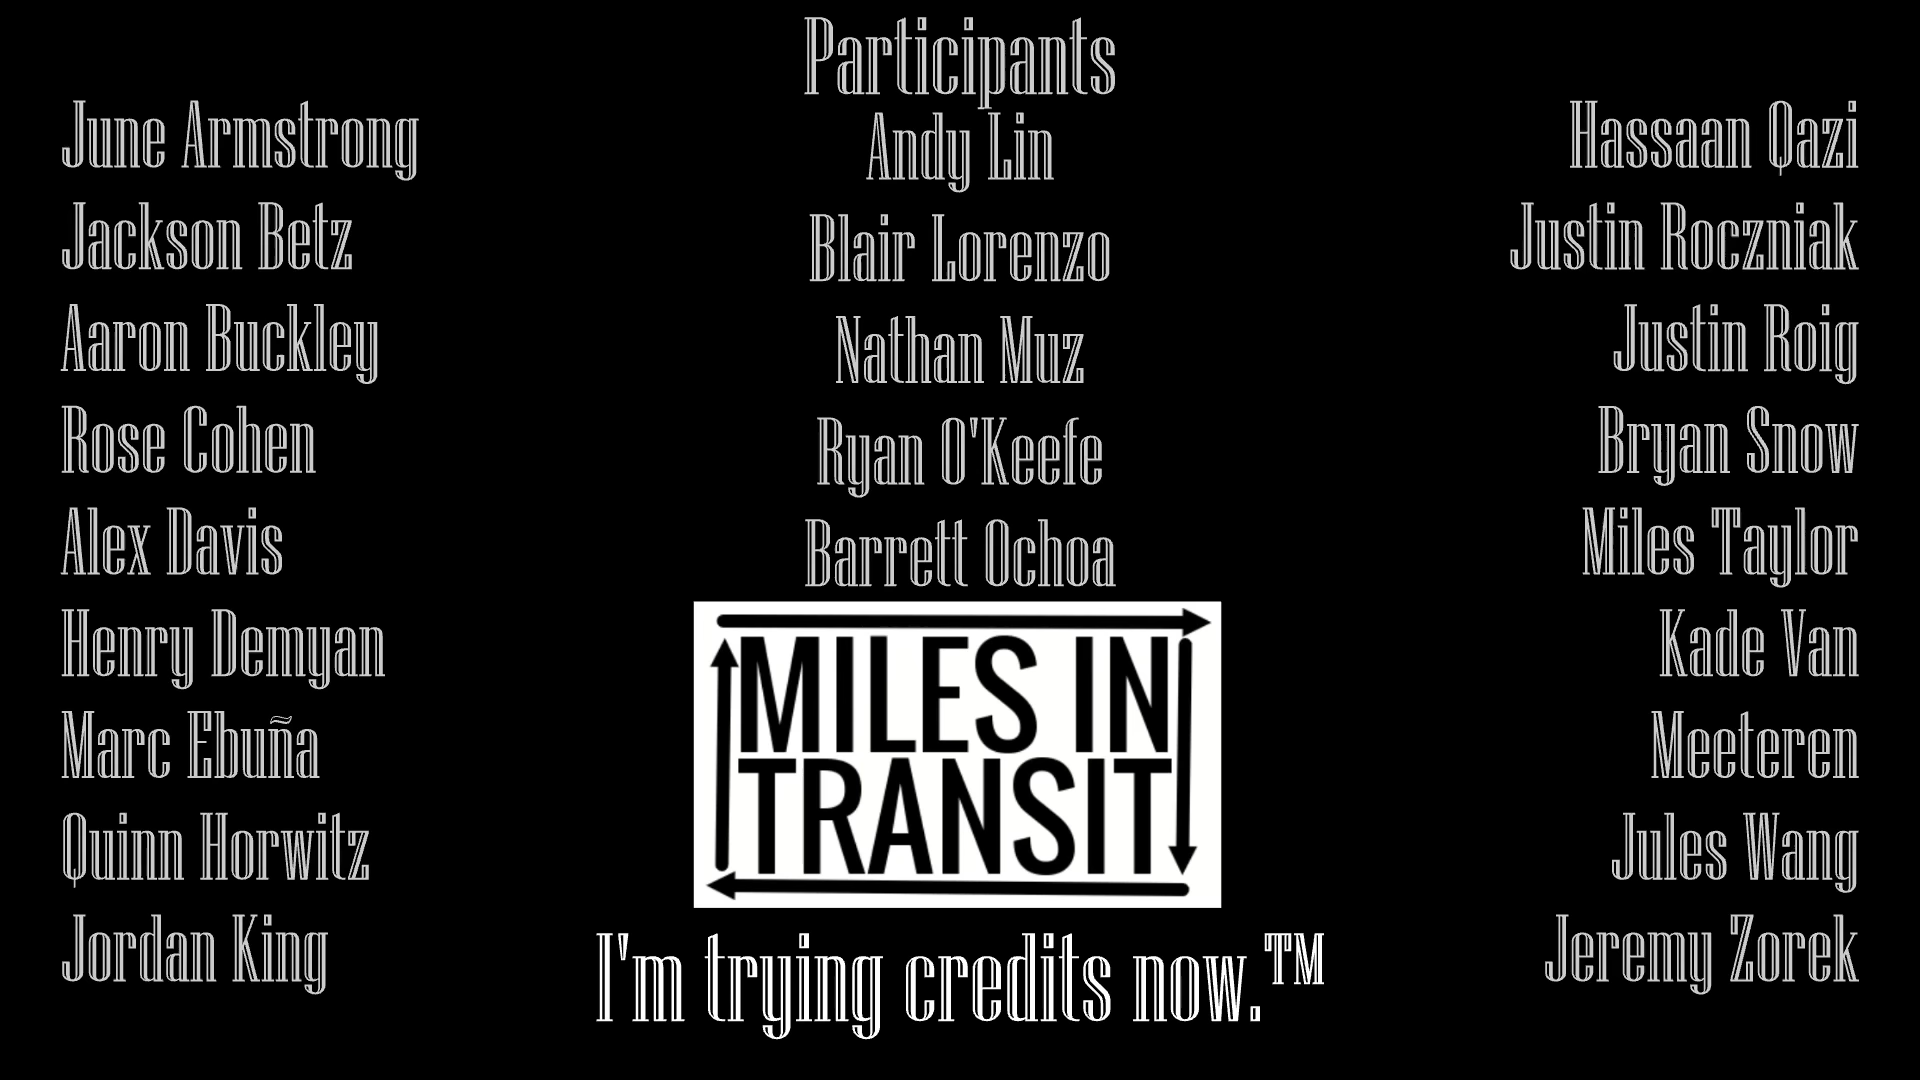 Participants
June Armstrong
Jackson Betz
Aaron Buckley
Rose Cohen
Alex Davis
Henry Demyan
Marc Ebuña
Quinn Horwitz
Jordan King
Andy Lin
Blair Lorenzo
Nathan Muz
Ryan O'Keefe
Barrett Ochoa
Hassaan Qazi
Justin Roczniak
Justin Roig
Bryan Snow
Miles Taylor
Kade Van
Meeteren
Jules Wang
Jeremy Zorek
MILES IN
TRANSIT
I'm trying credits now.™